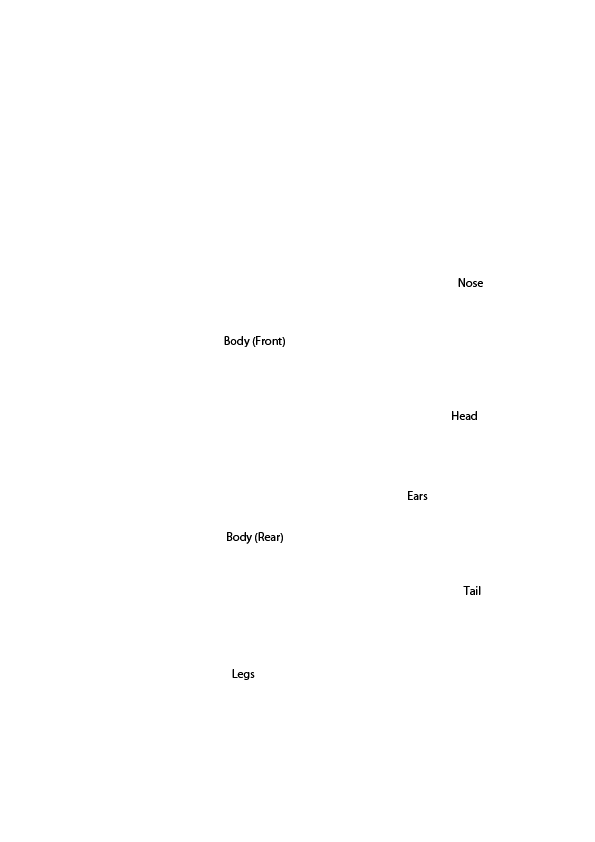 Nose
Body (Front)
Head
Ears
Body (Rear)
Tail
Legs